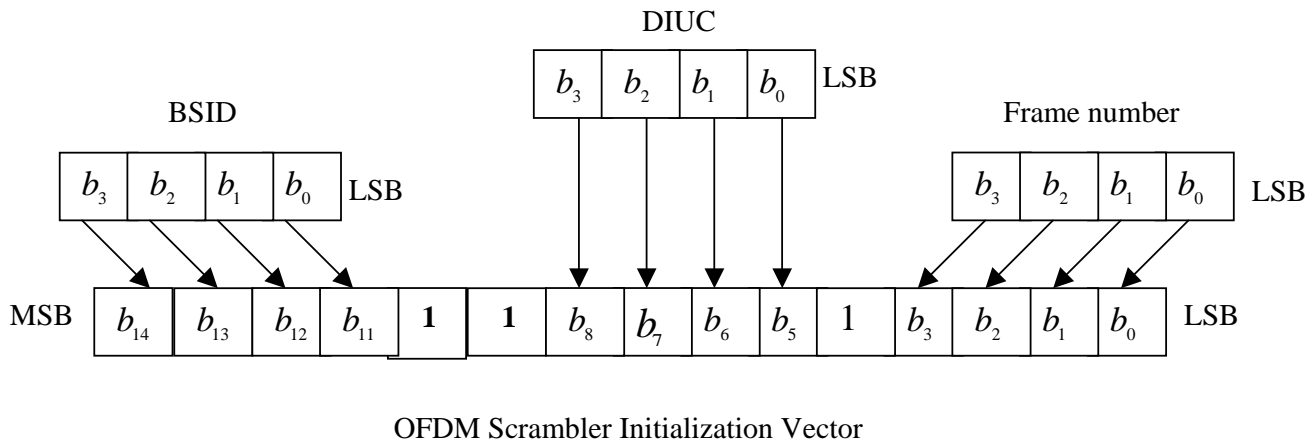 DIUC
b₃ b₂ b₁ b₀ LSB
BSID
b₃ b₂ b₁ b₀ LSB
Frame number
b₃ b₂ b₁ b₀ LSB
MSB b₁₄ b₁₃ b₁₂ b₁₁ 1 1 b₈ b₇ b₆ b₅ 1 b₃ b₂ b₁ b₀ LSB
OFDM Scrambler Initialization Vector